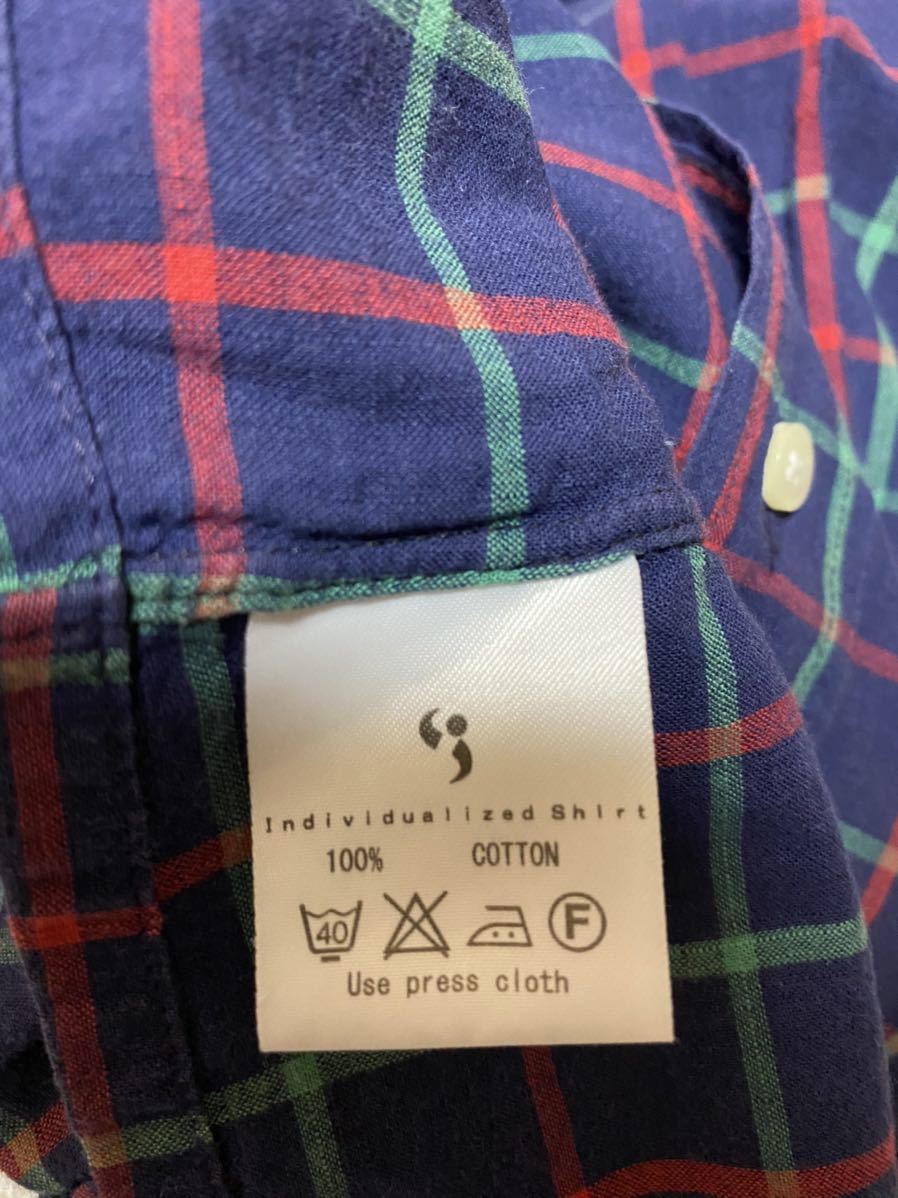 Individualized Shirt
100% COTTON
40 F
Use press cloth